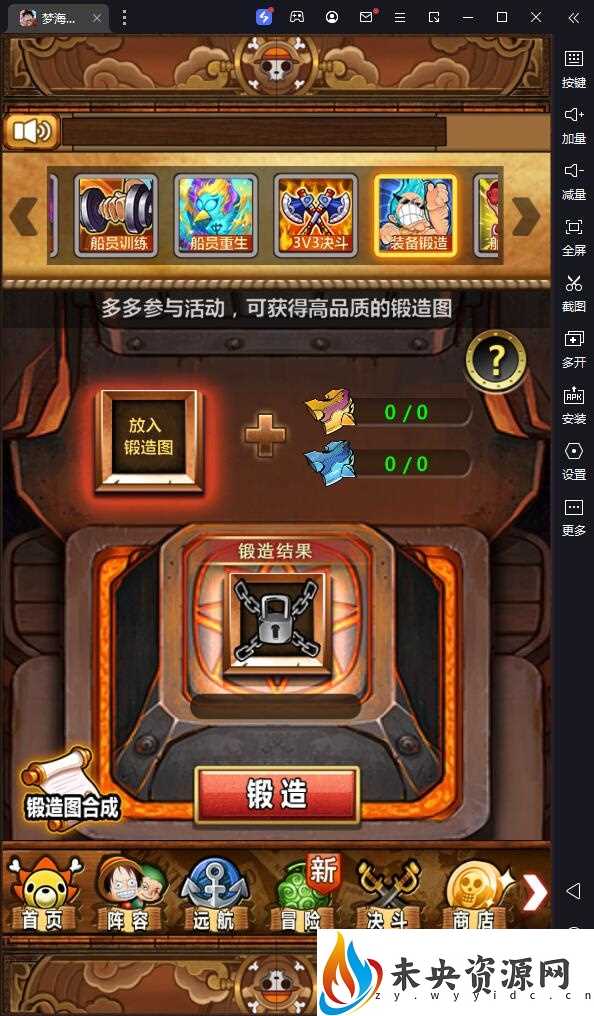 梦海...
按键
加量
减量
全屏
截图
多开
APK
安装
设置
更多
船员训练
船员重生
3V3决斗
装备锻造
多多参与活动，可获得高品质的锻造图
?
放入
锻造图
0/0
0/0
锻造结果
锻造图合成
锻造
新
首页
阵容
远航
冒险
决斗
商店
未央资源网
zy.wyyidc.cn